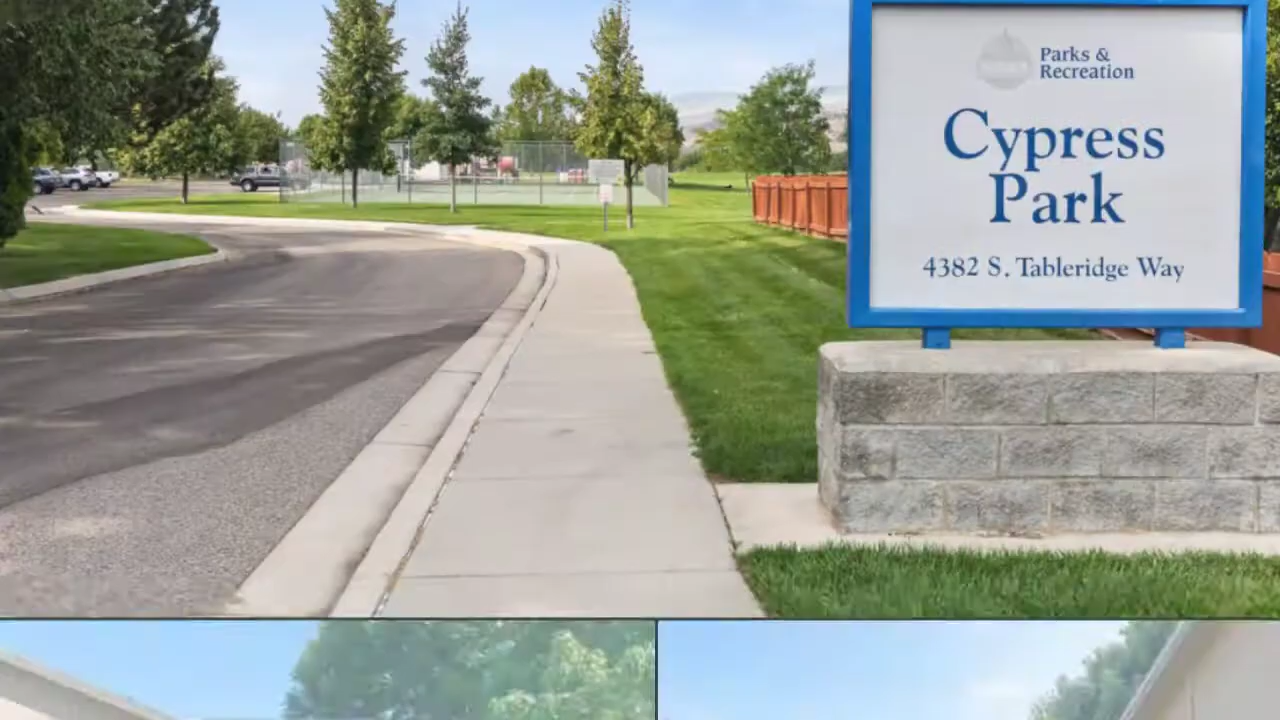 Parks &
Recreation
Cypress
Park
4382 S. Tableridge Way